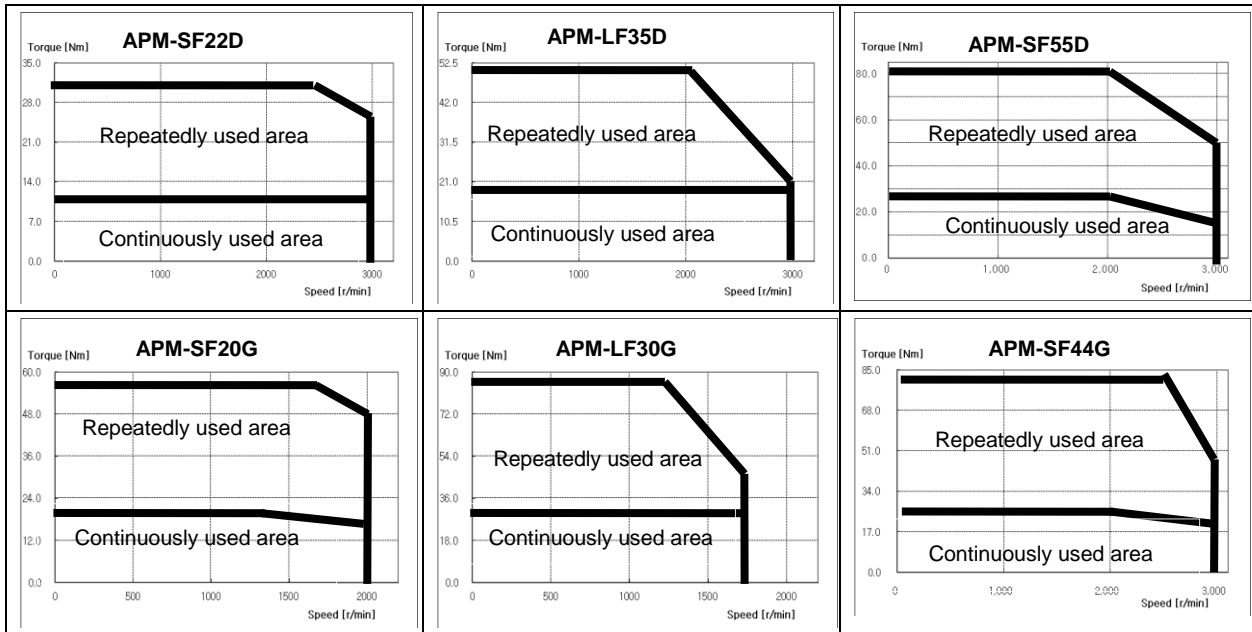 APM-SF22D
Torque [Nm]
35.0
28.0
21.0
14.0
7.0
0.0
Repeatedly used area
Continuously used area
0 1000 2000 3000
Speed [r/min]
APM-LF35D
Torque [Nm]
52.5
42.0
31.5
21.0
10.5
0.0
Repeatedly used area
Continuously used area
0 1000 2000 3000
Speed [r/min]
APM-SF55D
Torque [Nm]
80.0
60.0
40.0
20.0
0.0
Repeatedly used area
Continuously used area
0 1,000 2,000 3,000
Speed [r/min]
APM-SF20G
Torque [Nm]
60.0
48.0
36.0
24.0
12.0
0.0
Repeatedly used area
Continuously used area
0 500 1000 1500 2000
Speed [r/min]
APM-LF30G
Torque [Nm]
90.0
72.0
54.0
36.0
18.0
0.0
Repeatedly used area
Continuously used area
0 500 1000 1500 2000
Speed [r/min]
APM-SF44G
Torque [Nm]
85.0
68.0
51.0
34.0
17.0
0.0
Repeatedly used area
Continuously used area
0 1,000 2,000 3,000
Speed [r/min]